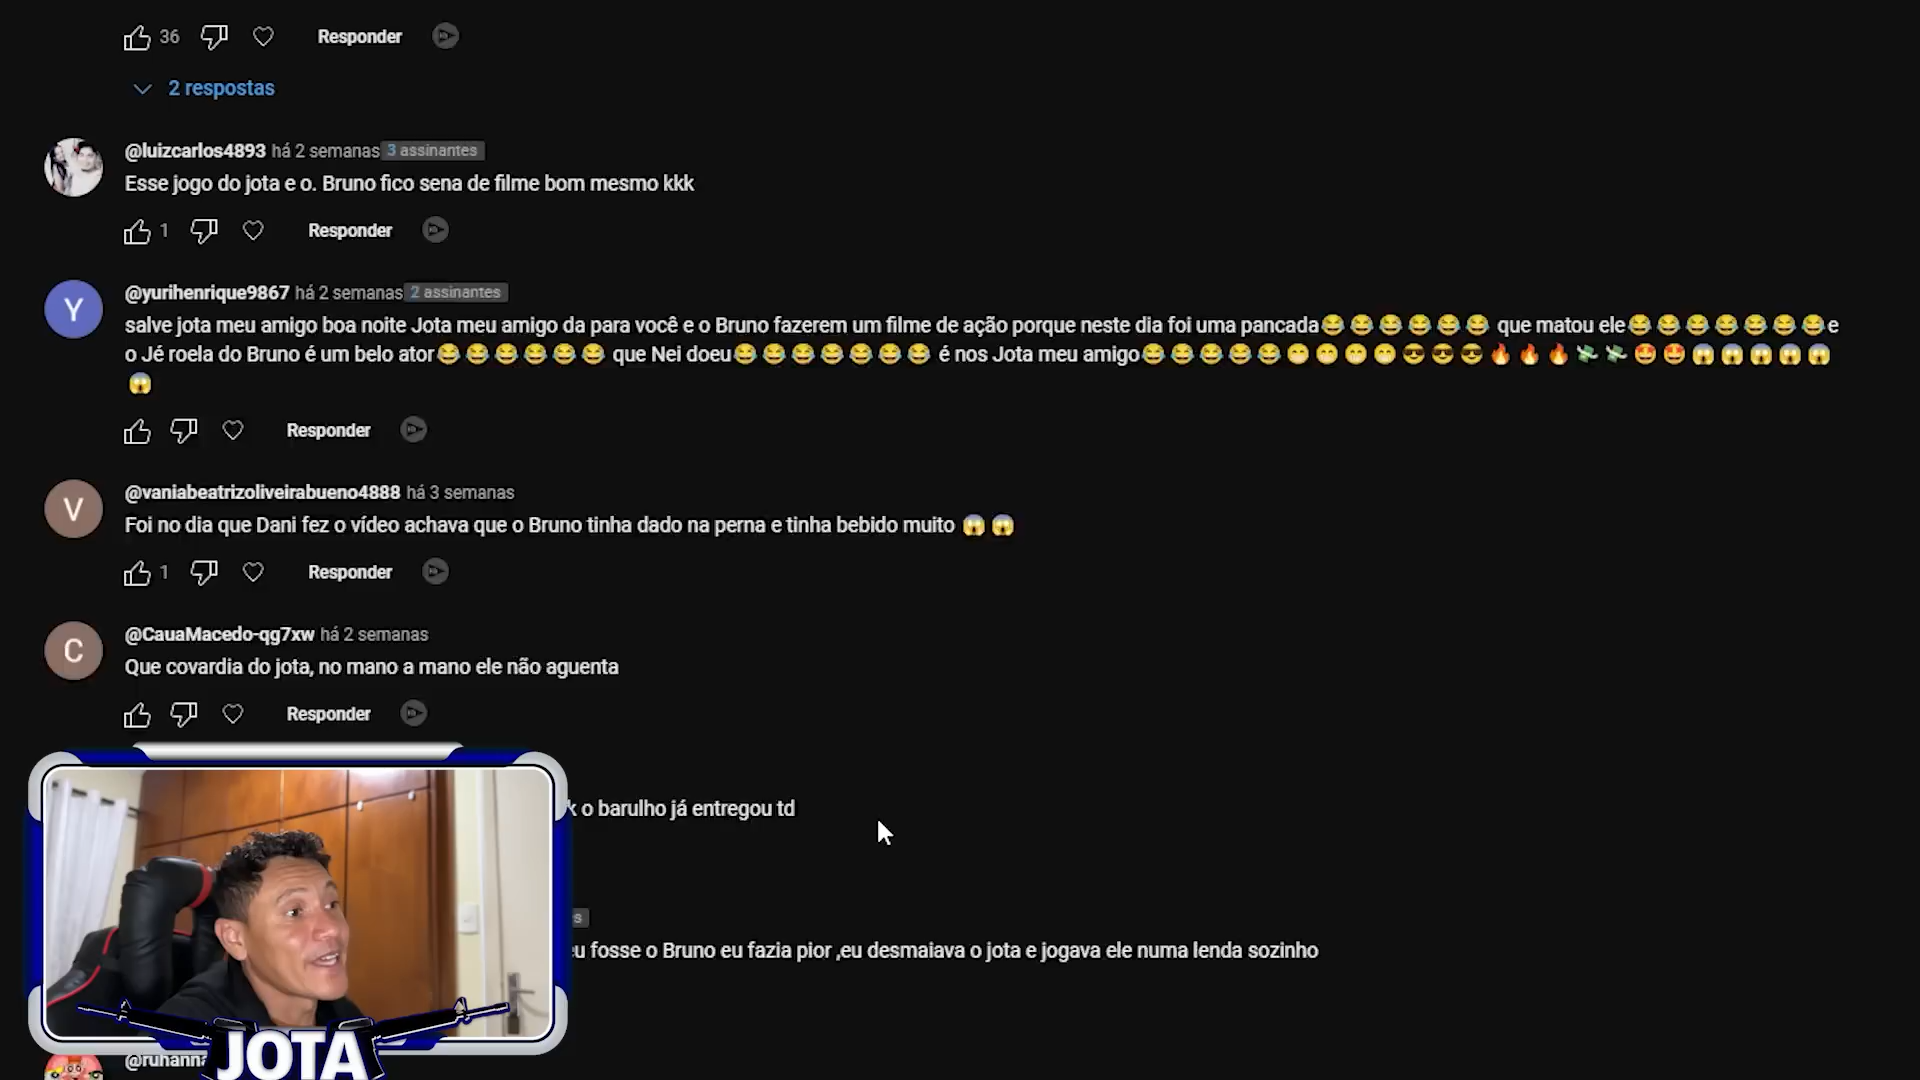 36 Responder
2 respostas
@luizcarlos4893 há 2 semanas 3 assinantes
Esse jogo do jota e o. Bruno fico sena de filme bom mesmo kkk
1 Responder
Y @yurihenrique9867 há 2 semanas 2 assinantes
salve jota meu amigo boa noite Jota meu amigo da para você e o Bruno fazerem um filme de ação porque neste dia foi uma pancada😂😂😂😂😂😂 que matou ele😂😂😂😂😂😂😂e
o Jé roela do Bruno é um belo ator😂😂😂😂😂😂 que Nei doeu😂😂😂😂😂😂😂 é nos Jota meu amigo😂😂😂😂😂😁😁😁😁😎😎😎🔥🔥🔥💸💸🤩🤩😱😱😱😱😱
😱
Responder
V @vaniabeatrizoliveirabueno4888 há 3 semanas
Foi no dia que Dani fez o vídeo achava que o Bruno tinha dado na perna e tinha bebido muito 😱😱
1 Responder
C @CauaMacedo-qg7xw há 2 semanas
Que covardia do jota, no mano a mano ele não aguenta
Responder
k o barulho já entregou td
s
eu fosse o Bruno eu fazia pior ,eu desmaiava o jota e jogava ele numa lenda sozinho
@ruhanna
JOTA